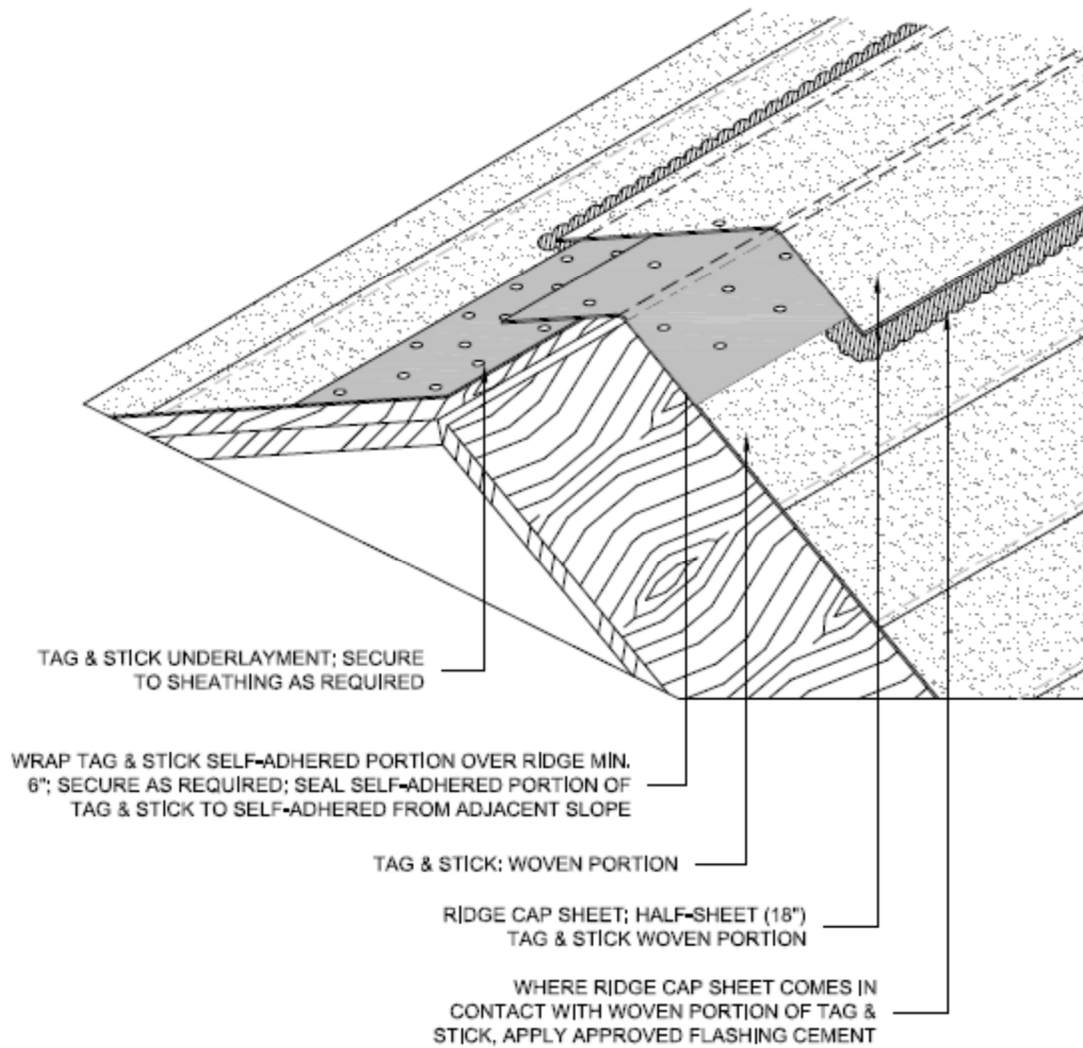 TAG & STICK UNDERLAYMENT; SECURE
TO SHEATHING AS REQUIRED
WRAP TAG & STICK SELF-ADHERED PORTION OVER RIDGE MIN.
6"; SECURE AS REQUIRED; SEAL SELF-ADHERED PORTION OF
TAG & STICK TO SELF-ADHERED FROM ADJACENT SLOPE
TAG & STICK: WOVEN PORTION
RIDGE CAP SHEET; HALF-SHEET (18")
TAG & STICK WOVEN PORTION
WHERE RIDGE CAP SHEET COMES IN
CONTACT WITH WOVEN PORTION OF TAG &
STICK, APPLY APPROVED FLASHING CEMENT